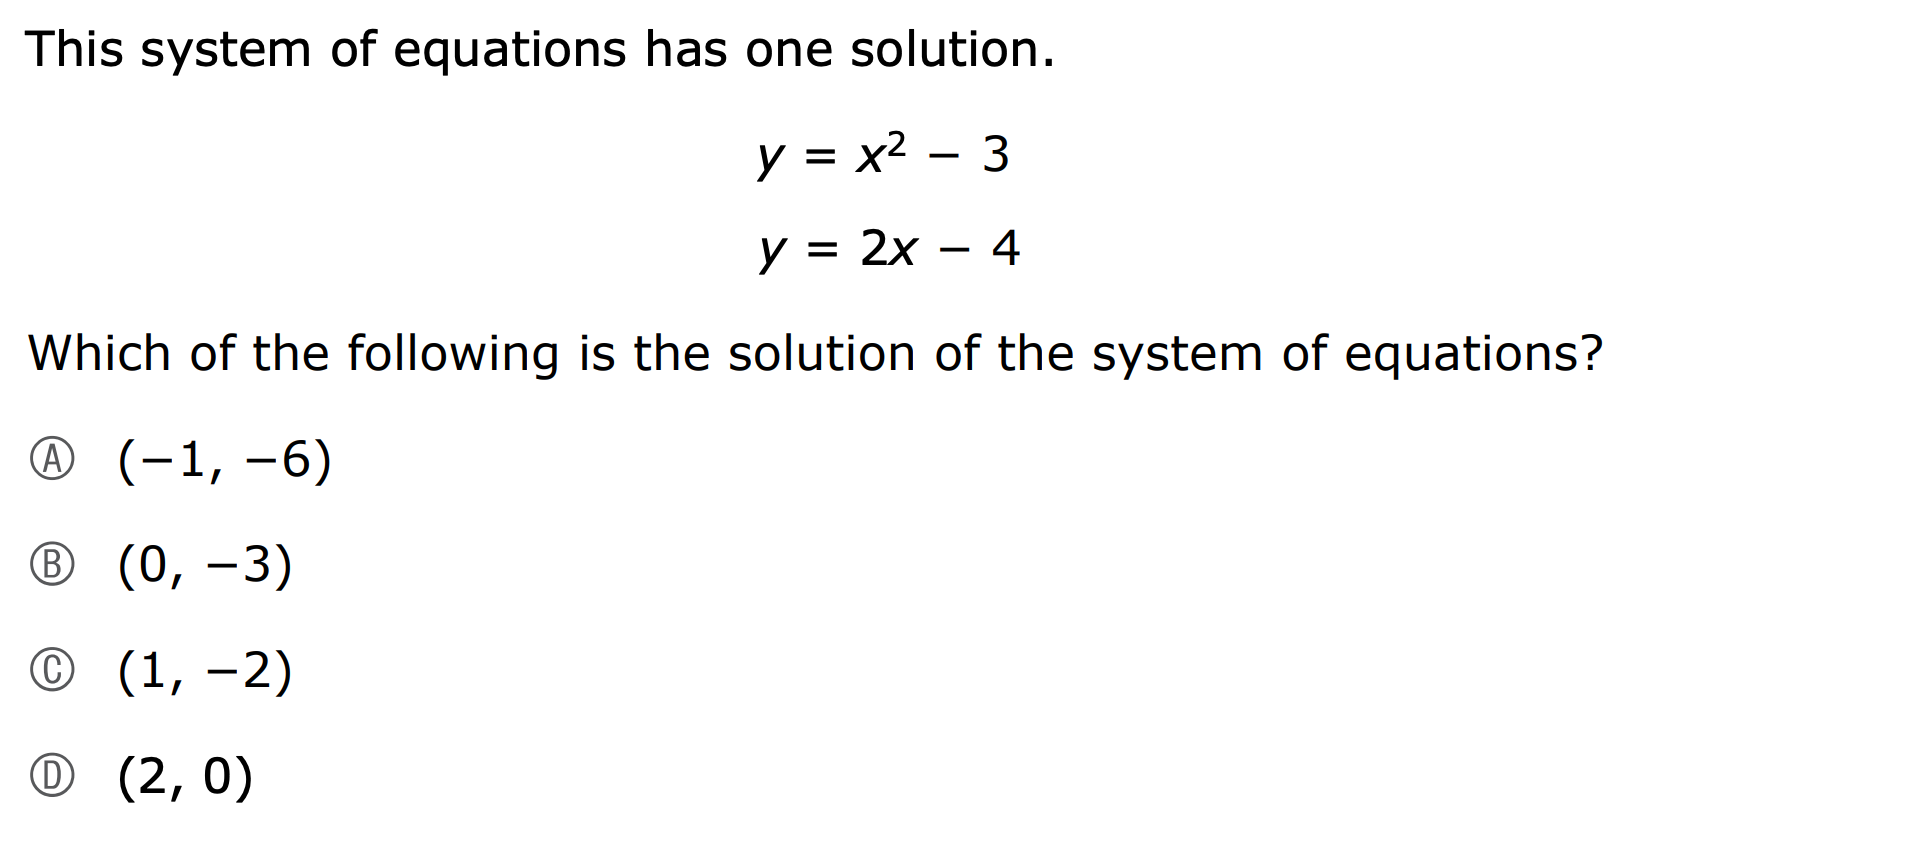 This system of equations has one solution.
y = x² − 3
y = 2x − 4
Which of the following is the solution of the system of equations?
Ⓐ (−1, −6)
Ⓑ (0, −3)
Ⓒ (1, −2)
Ⓓ (2, 0)